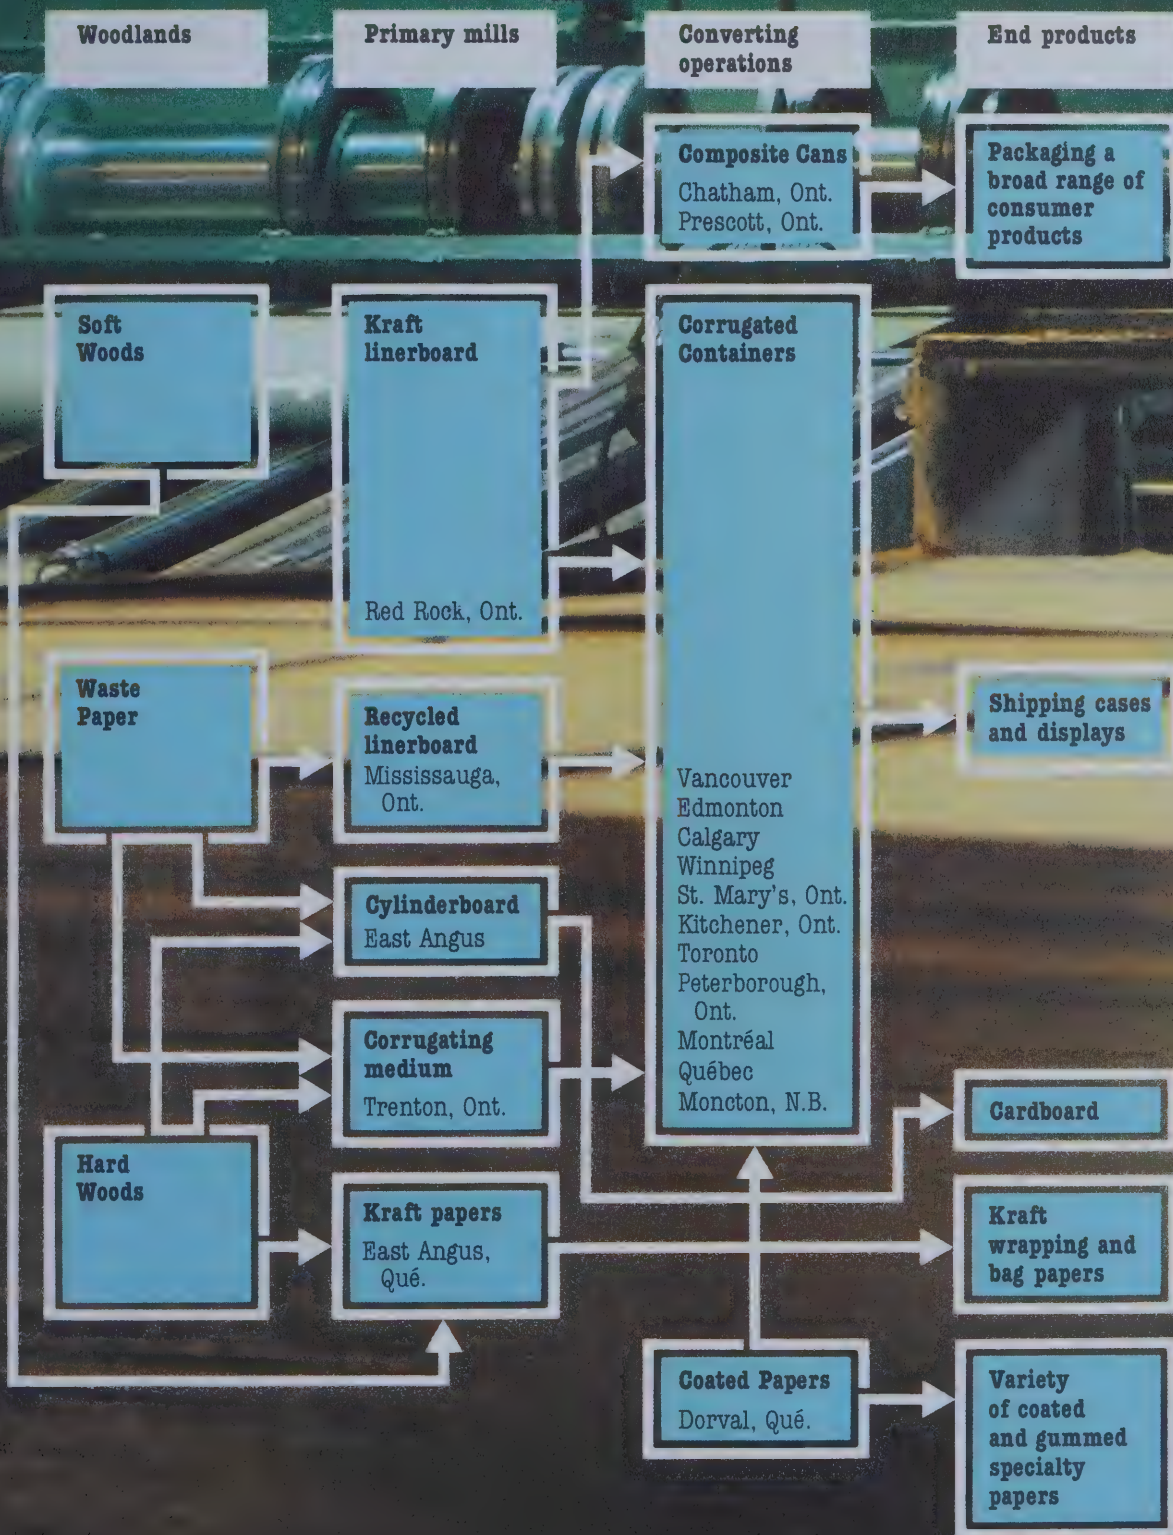 Woodlands
Primary mills
Converting
operations
End products
Composite Cans
Chatham, Ont.
Prescott, Ont.
Packaging a
broad range of
consumer
products
Soft
Woods
Kraft
linerboard
Red Rock, Ont.
Corrugated
Containers
Vancouver
Edmonton
Calgary
Winnipeg
St. Mary's, Ont.
Kitchener, Ont.
Toronto
Peterborough,
Ont.
Montréal
Québec
Moncton, N.B.
Waste
Paper
Recycled
linerboard
Mississauga,
Ont.
Shipping cases
and displays
Cylinderboard
East Angus
Corrugating
medium
Trenton, Ont.
Cardboard
Hard
Woods
Kraft papers
East Angus,
Qué.
Kraft
wrapping and
bag papers
Coated Papers
Dorval, Qué.
Variety
of coated
and gummed
specialty
papers